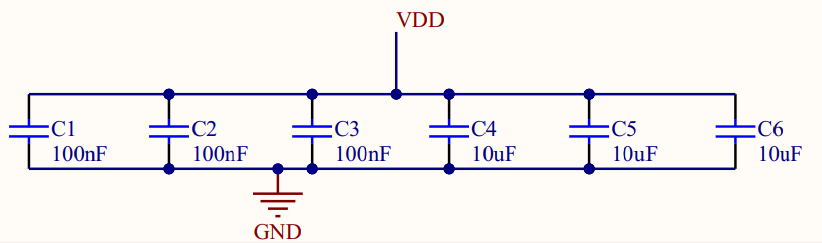 VDD
C1
100nF
C2
100nF
C3
100nF
C4
10uF
C5
10uF
C6
10uF
GND